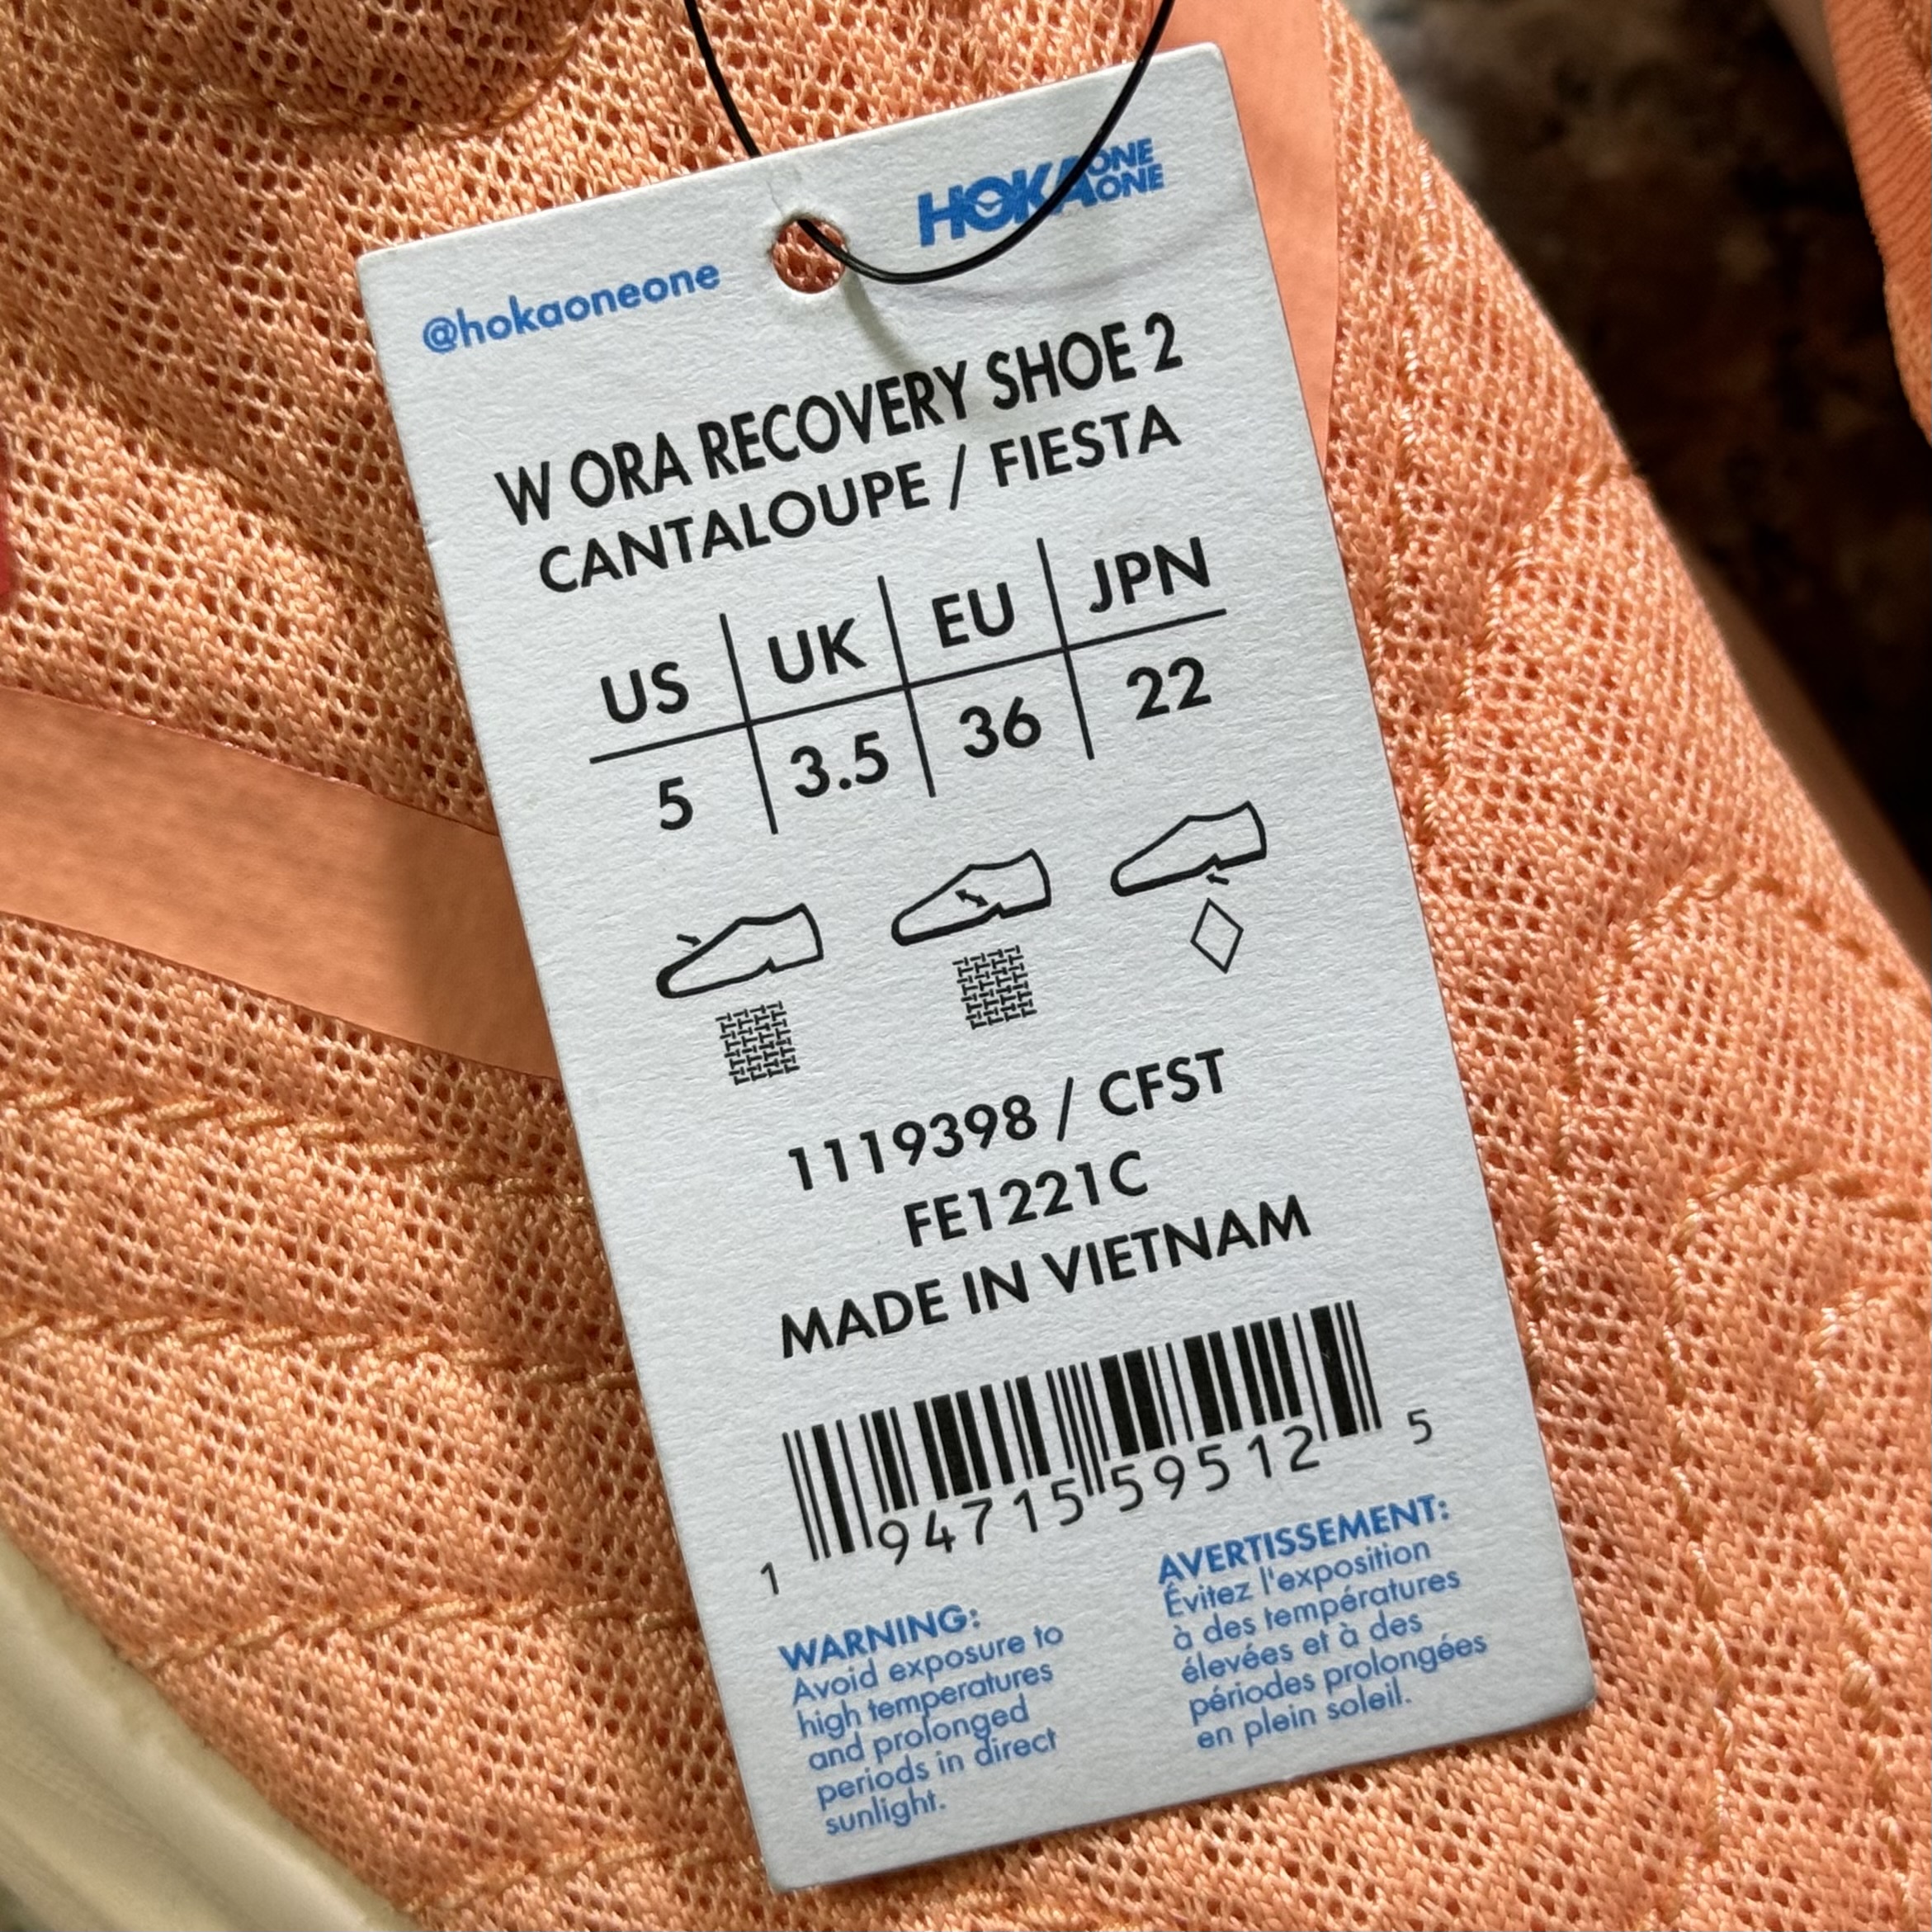 @hokaoneone
HOKA ONE ONE
W ORA RECOVERY SHOE 2
CANTALOUPE / FIESTA
US UK EU JPN
5 3.5 36 22
1119398 / CFST
FE1221C
MADE IN VIETNAM
1 94715 59512 5
WARNING:
Avoid exposure to
high temperatures
and prolonged
periods in direct
sunlight.
AVERTISSEMENT:
Évitez l'exposition
à des températures
élevées et à des
périodes prolongées
en plein soleil.